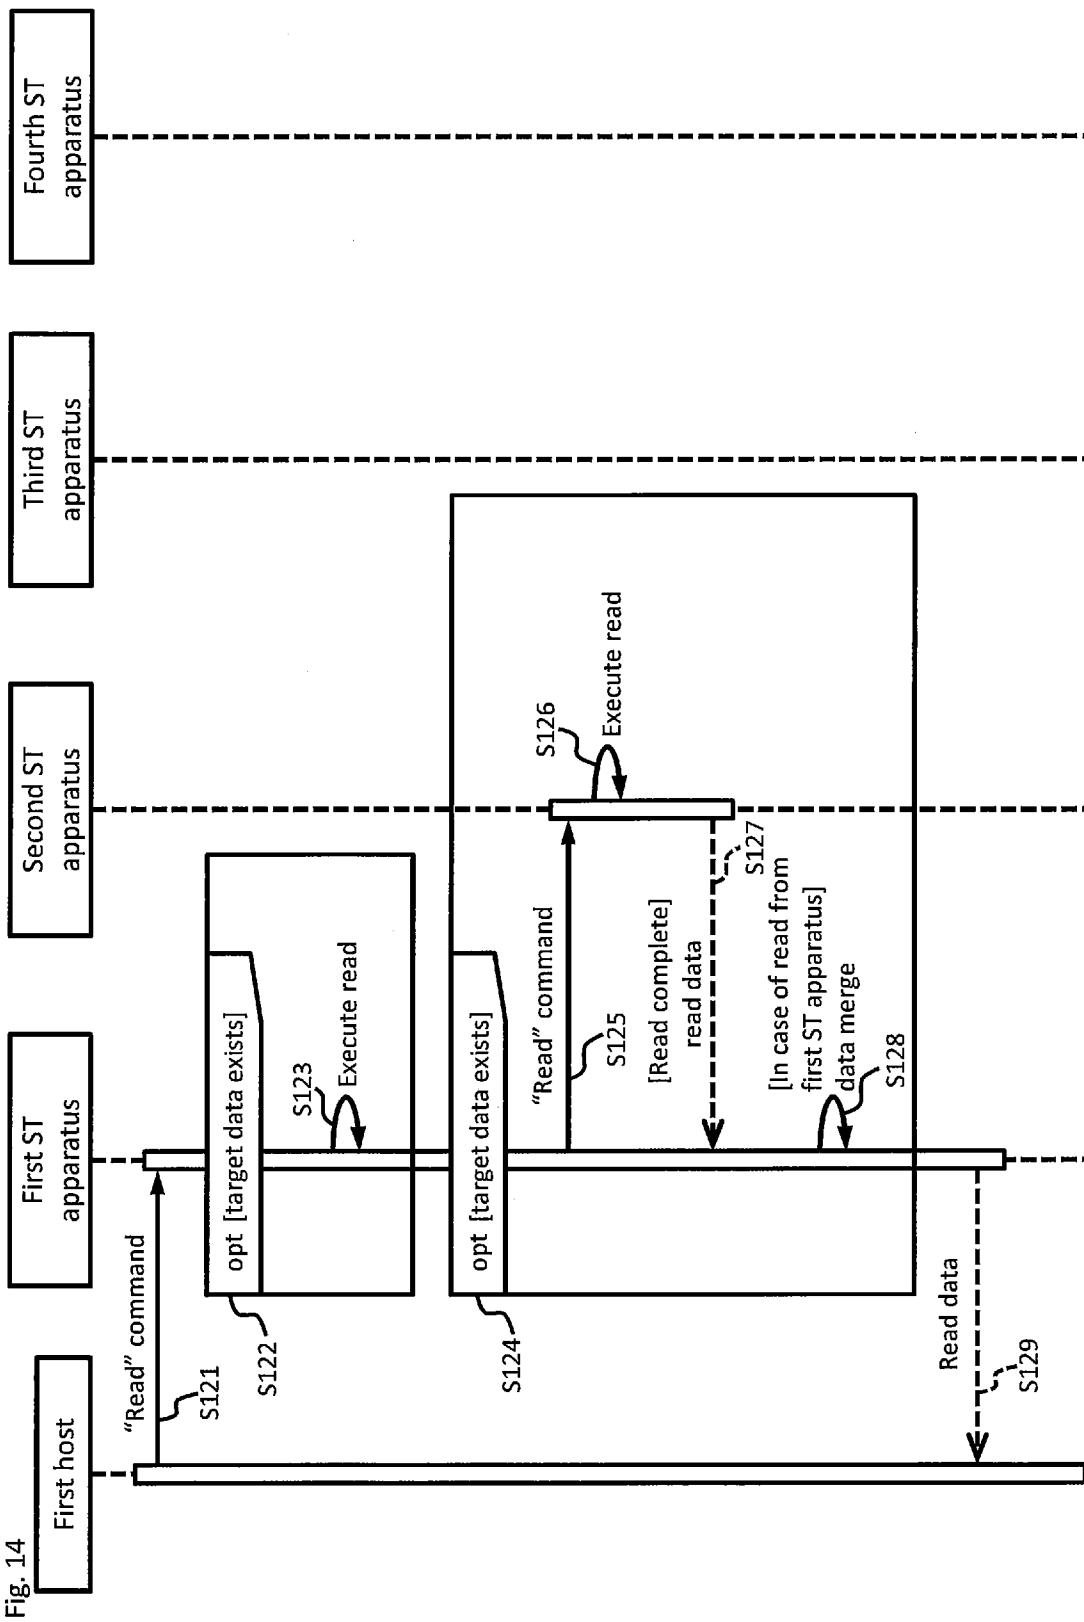 Fig. 14
First host
First ST
apparatus
Second ST
apparatus
Third ST
apparatus
Fourth ST
apparatus
“Read” command
S121
S122
opt [target data exists]
S123
Execute read
S124
opt [target data exists]
“Read” command
S125
S126
Execute read
[Read complete]
read data
S127
[In case of read from
first ST apparatus]
data merge
S128
Read data
S129